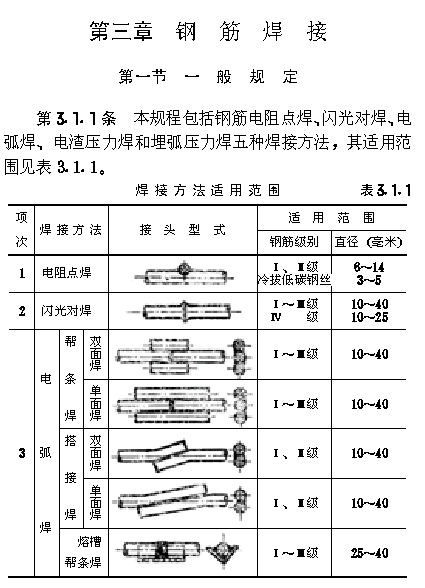 第三章 钢筋焊接
第一节 一般规定
第3.1.1条 本规程包括钢筋电阻点焊、闪光对焊、电
弧焊、电渣压力焊和埋弧压力焊五种焊接方法，其适用范
围见表3.1.1。
焊接方法适用范围 表3.1.1
项次 焊接方法 接头型式 适用范围
钢筋级别 直径（毫米）
1 电阻点焊 Ⅰ、Ⅱ级 6～14
冷拔低碳钢丝 3～5
2 闪光对焊 Ⅰ～Ⅲ级 10～40
Ⅳ级 10～25
3 电弧焊 帮条焊 双面焊 Ⅰ～Ⅲ级 10～40
单面焊 Ⅰ～Ⅲ级 10～40
搭接焊 双面焊 Ⅰ、Ⅱ级 10～40
单面焊 Ⅰ、Ⅱ级 10～40
熔槽
帮条焊 Ⅰ～Ⅲ级 25～40